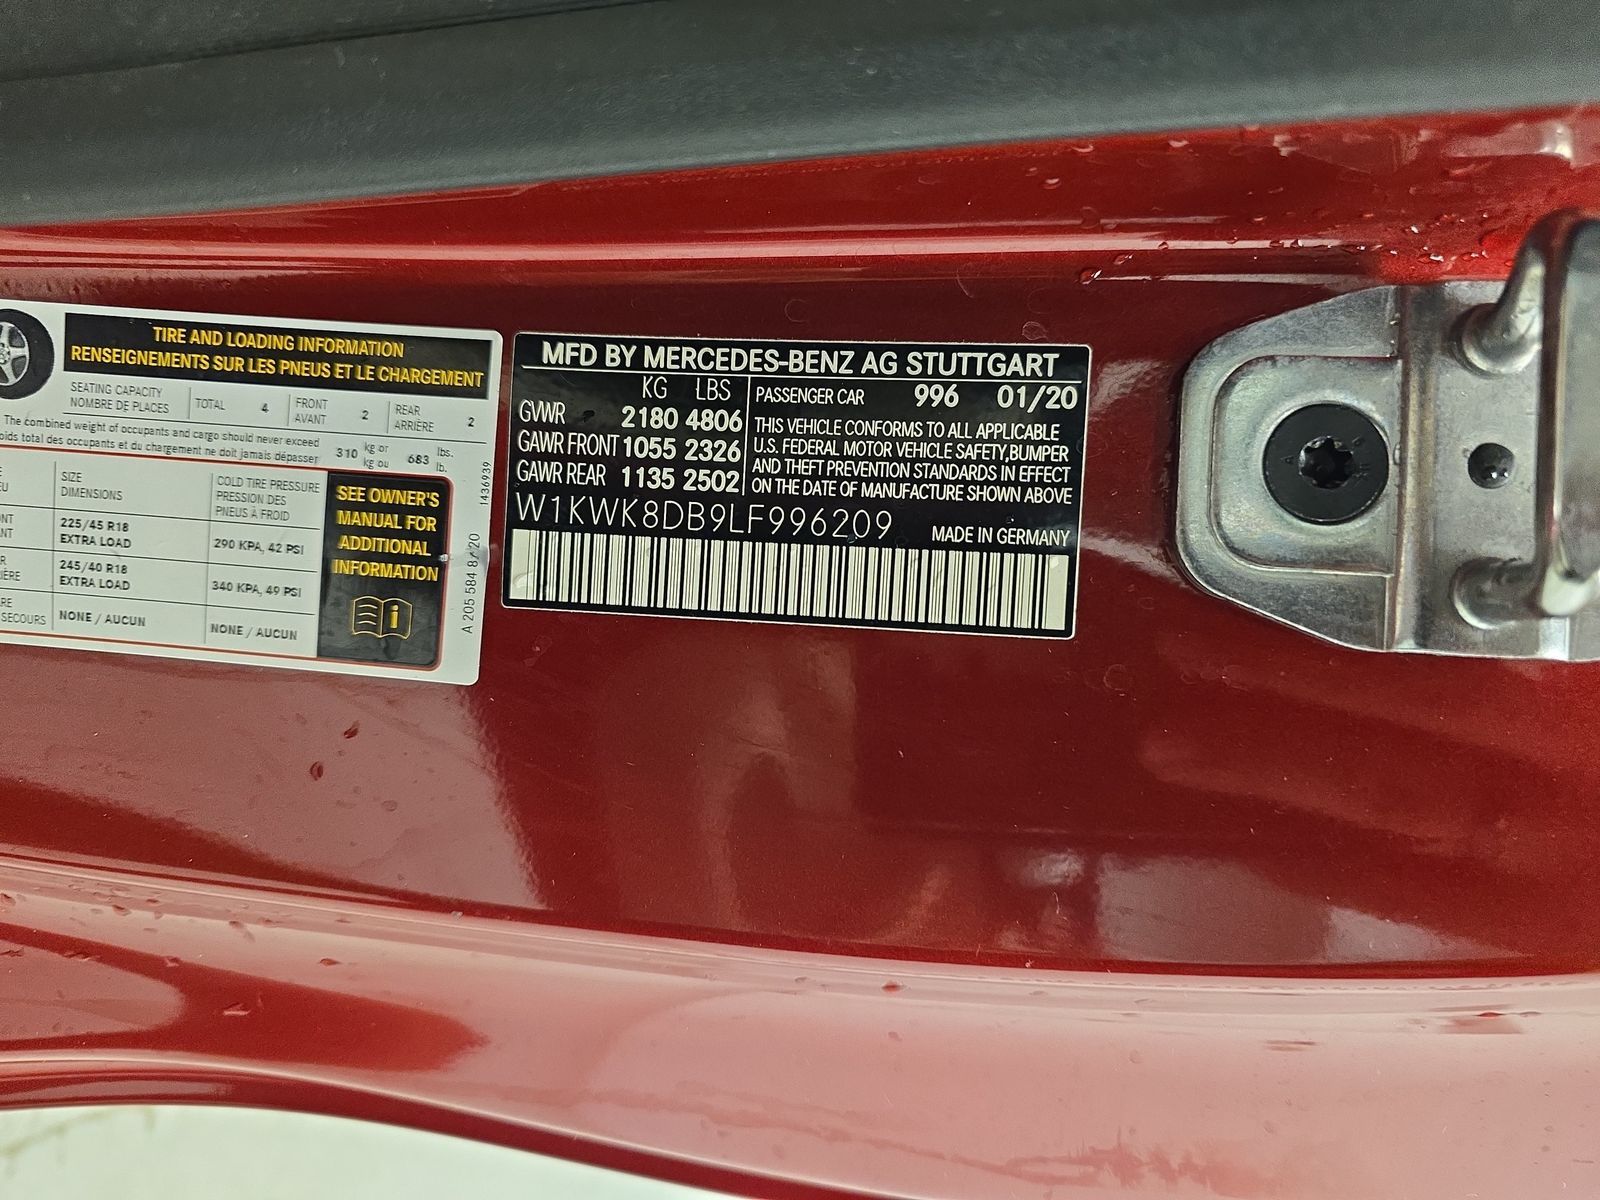 TIRE AND LOADING INFORMATION
RENSEIGNEMENTS SUR LES PNEUS ET LE CHARGEMENT
SEATING CAPACITY
NOMBRE DE PLACES
TOTAL 4
FRONT
AVANT
2
REAR
ARRIÈRE
2
The combined weight of occupants and cargo should never exceed
total des occupants et du chargement ne doit jamais dépasser
310 kg or
kg ou
683 lbs.
lb.
SIZE
DIMENSIONS
COLD TIRE PRESSURE
PRESSION DES
PNEUS À FROID
225/45 R18
EXTRA LOAD
290 KPA, 42 PSI
245/40 R18
EXTRA LOAD
340 KPA, 49 PSI
SECOURS
NONE / AUCUN
NONE / AUCUN
SEE OWNER'S
MANUAL FOR
ADDITIONAL
INFORMATION
i
1436939
A 205 584 8
20
MFD BY MERCEDES-BENZ AG STUTTGART
KG LBS
GVWR 2180 4806
GAWR FRONT 1055 2326
GAWR REAR 1135 2502
PASSENGER CAR 996 01/20
THIS VEHICLE CONFORMS TO ALL APPLICABLE
U.S. FEDERAL MOTOR VEHICLE SAFETY,BUMPER
AND THEFT PREVENTION STANDARDS IN EFFECT
ON THE DATE OF MANUFACTURE SHOWN ABOVE
W1KWK8DB9LF996209
MADE IN GERMANY